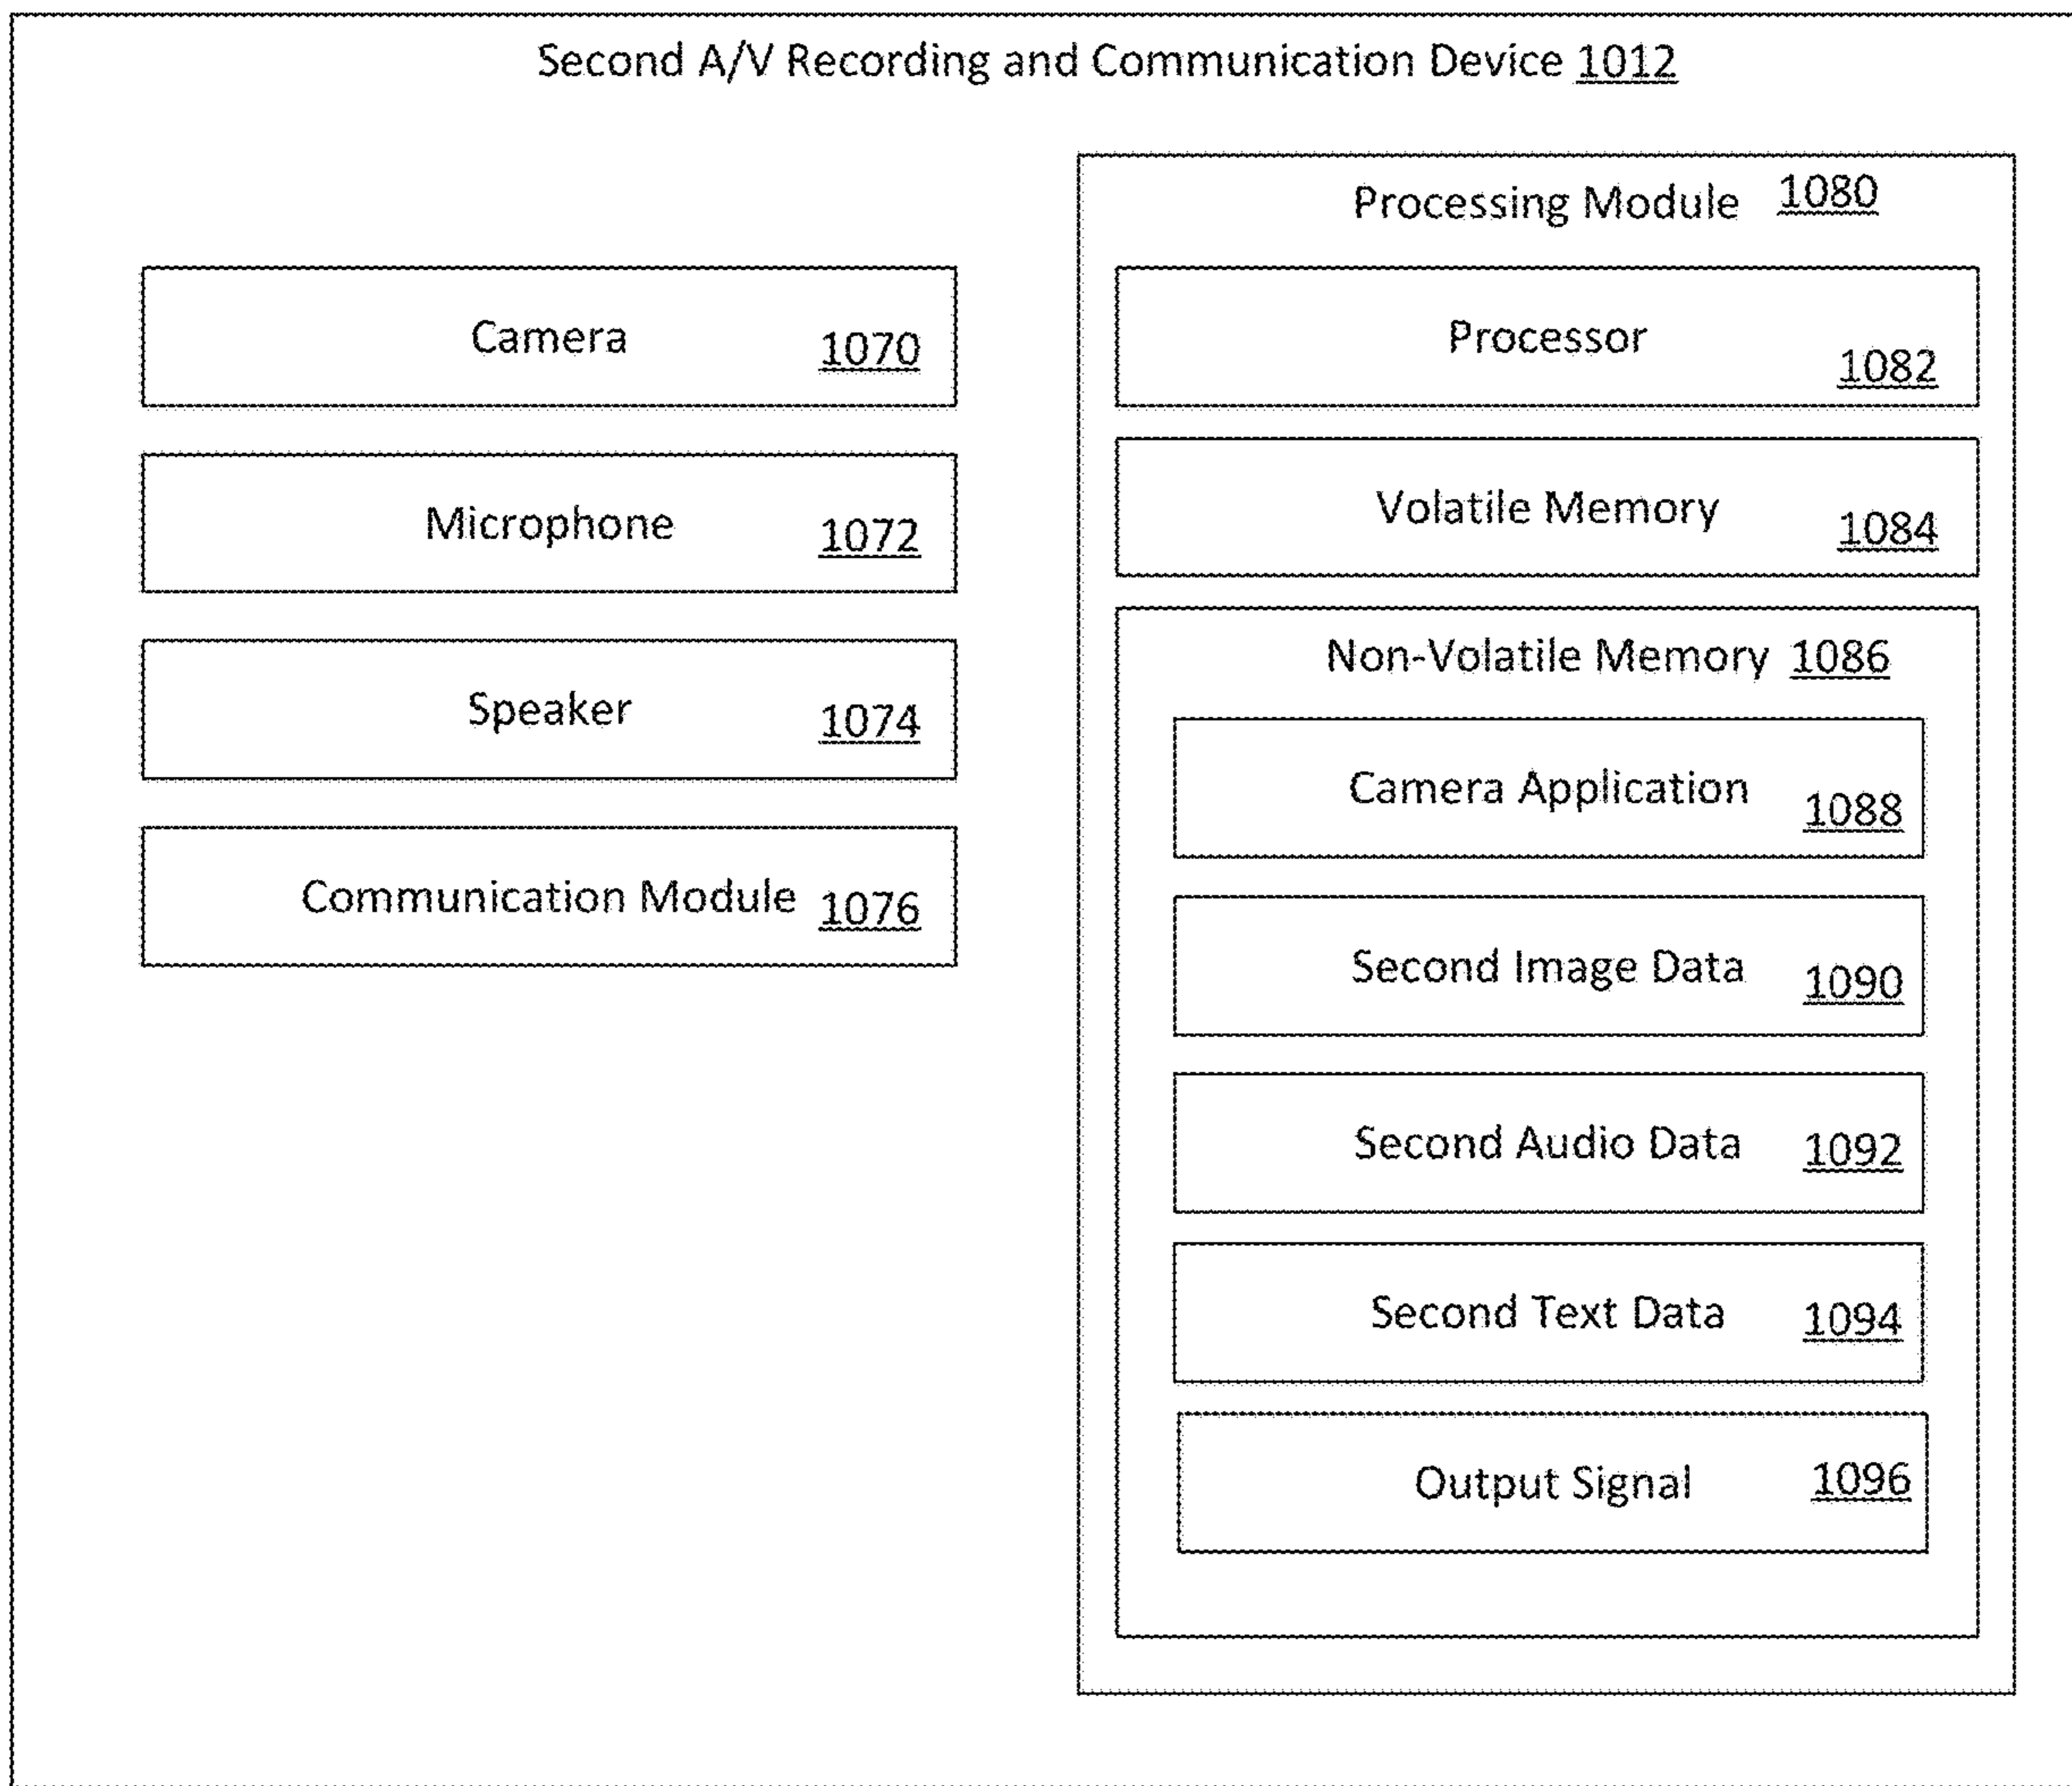 Second A/V Recording and Communication Device 1012
Camera 1070
Microphone 1072
Speaker 1074
Communication Module 1076
Processing Module 1080
Processor 1082
Volatile Memory 1084
Non-Volatile Memory 1086
Camera Application 1088
Second Image Data 1090
Second Audio Data 1092
Second Text Data 1094
Output Signal 1096